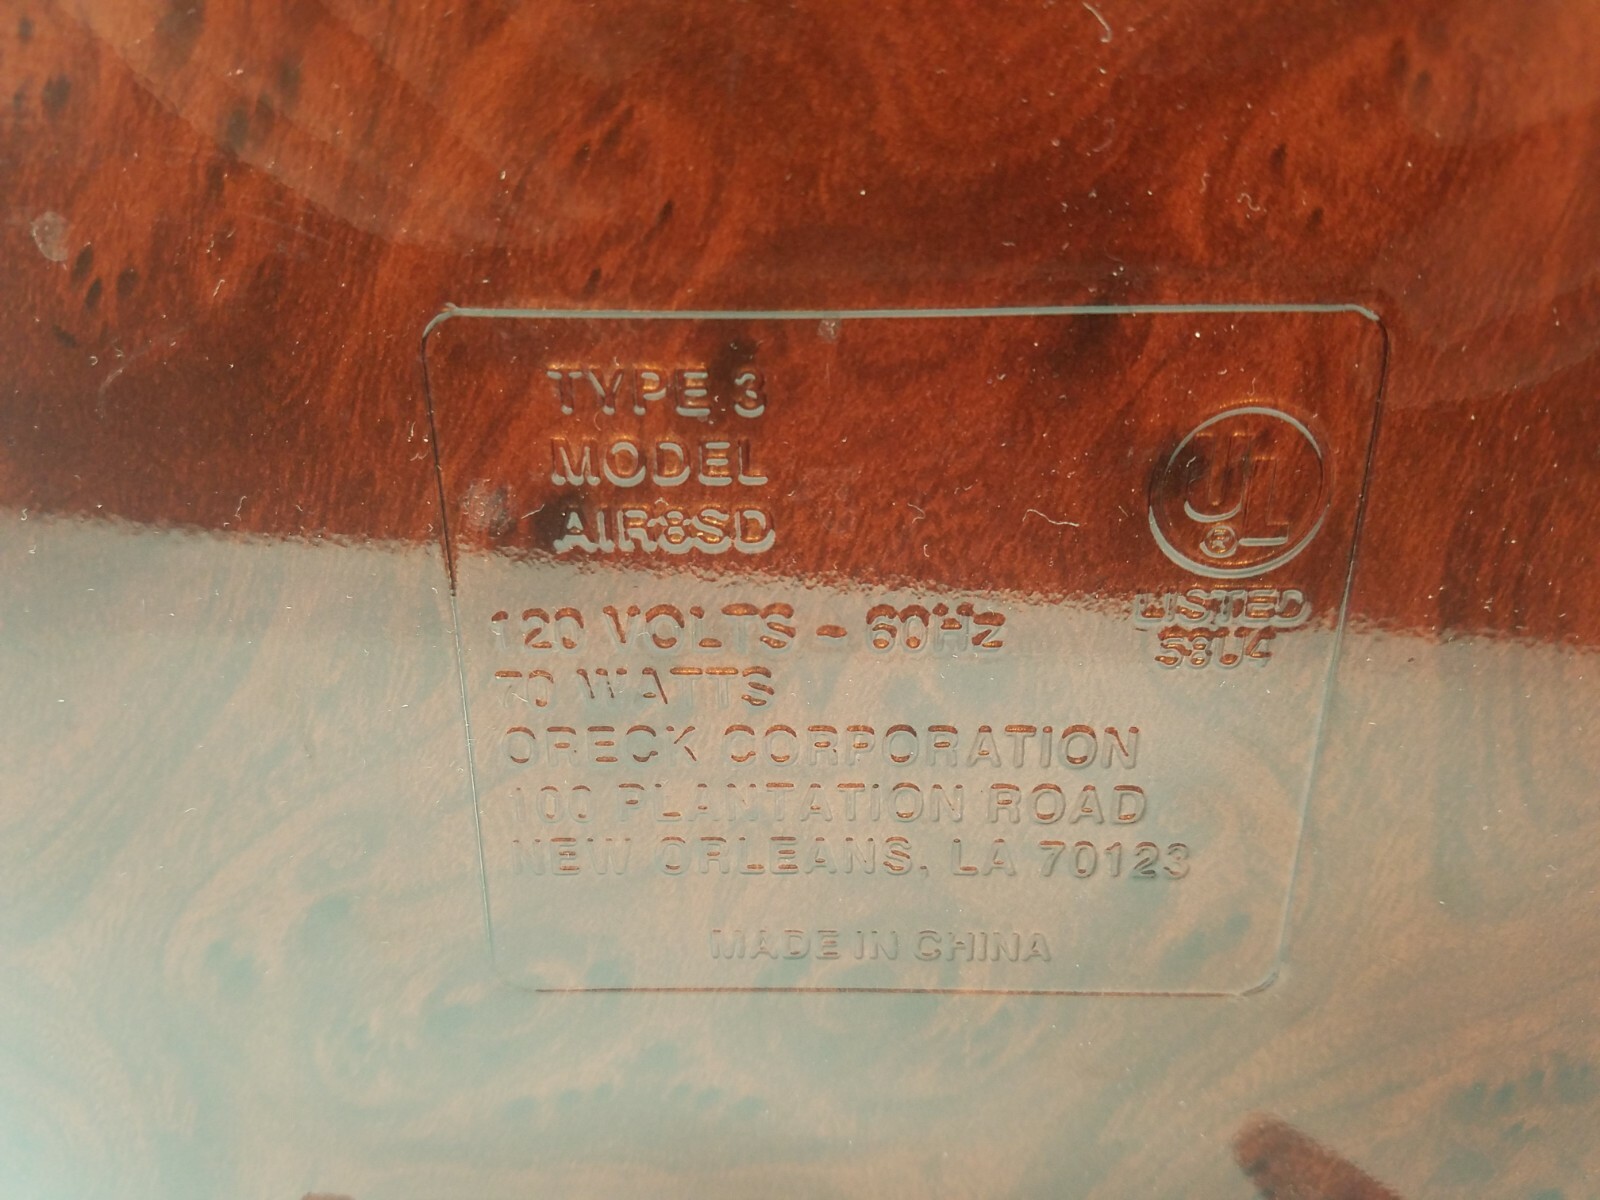 TYPE 3
MODEL
AIR8SD
120 VOLTS - 60Hz
70 WATTS
ORECK CORPORATION
100 PLANTATION ROAD
NEW ORLEANS, LA 70123
MADE IN CHINA
UL
®
LISTED